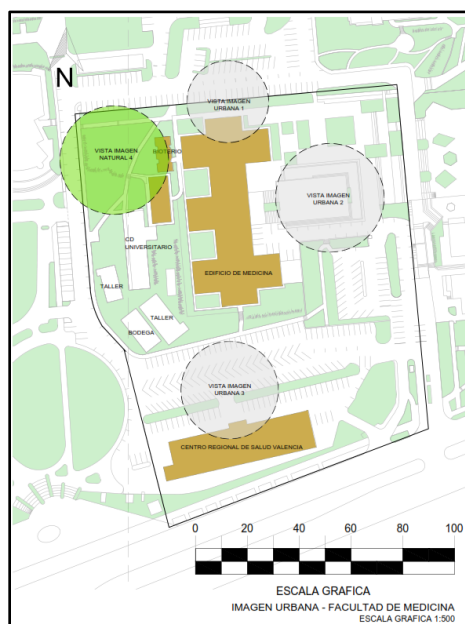 N
VISTA IMAGEN
URBANA 1
VISTA IMAGEN
NATURAL 4
BIOTERIO
VISTA IMAGEN
URBANA 2
CD
UNIVERSITARIO
EDIFICIO DE MEDICINA
TALLER
TALLER
BODEGA
VISTA IMAGEN
URBANA 3
CENTRO REGIONAL DE SALUD VALENCIA
0 20 40 60 80 100
ESCALA GRAFICA
IMAGEN URBANA - FACULTAD DE MEDICINA
ESCALA GRAFICA 1:500